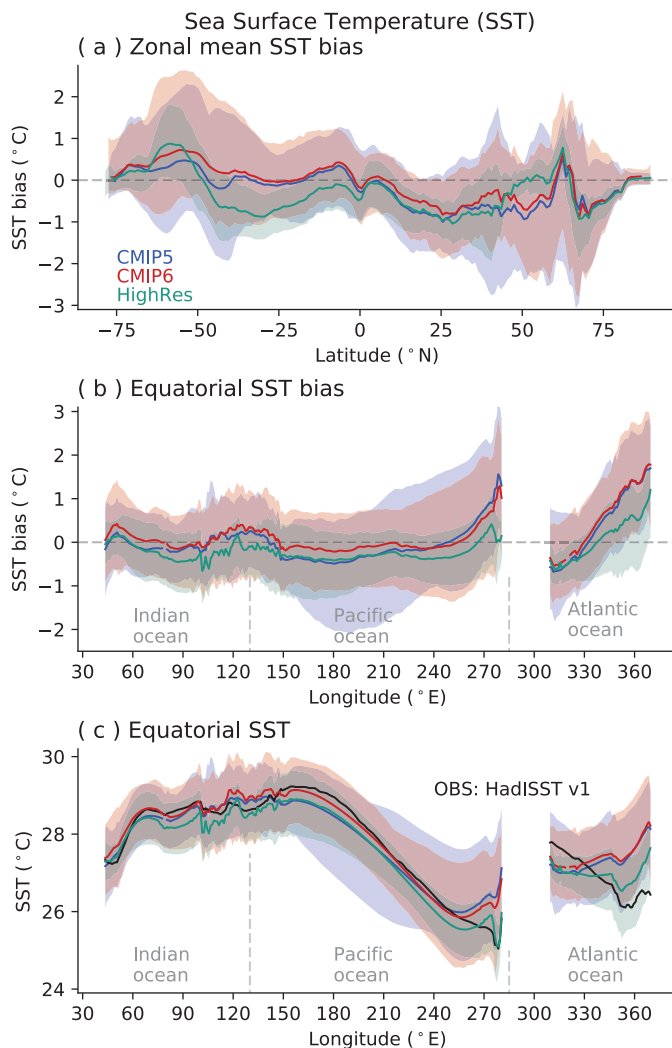 Sea Surface Temperature (SST)
( a ) Zonal mean SST bias
SST bias (°C)
2
1
0
−1
−2
−3
CMIP5
CMIP6
HighRes
−75 −50 −25 0 25 50 75
Latitude (°N)
( b ) Equatorial SST bias
SST bias (°C)
3
2
1
0
−1
−2
Indian
ocean
Pacific
ocean
Atlantic
ocean
30 60 90 120 150 180 210 240 270 300 330 360
Longitude (°E)
( c ) Equatorial SST
SST (°C)
30
28
26
24
OBS: HadISST v1
Indian
ocean
Pacific
ocean
Atlantic
ocean
30 60 90 120 150 180 210 240 270 300 330 360
Longitude (°E)